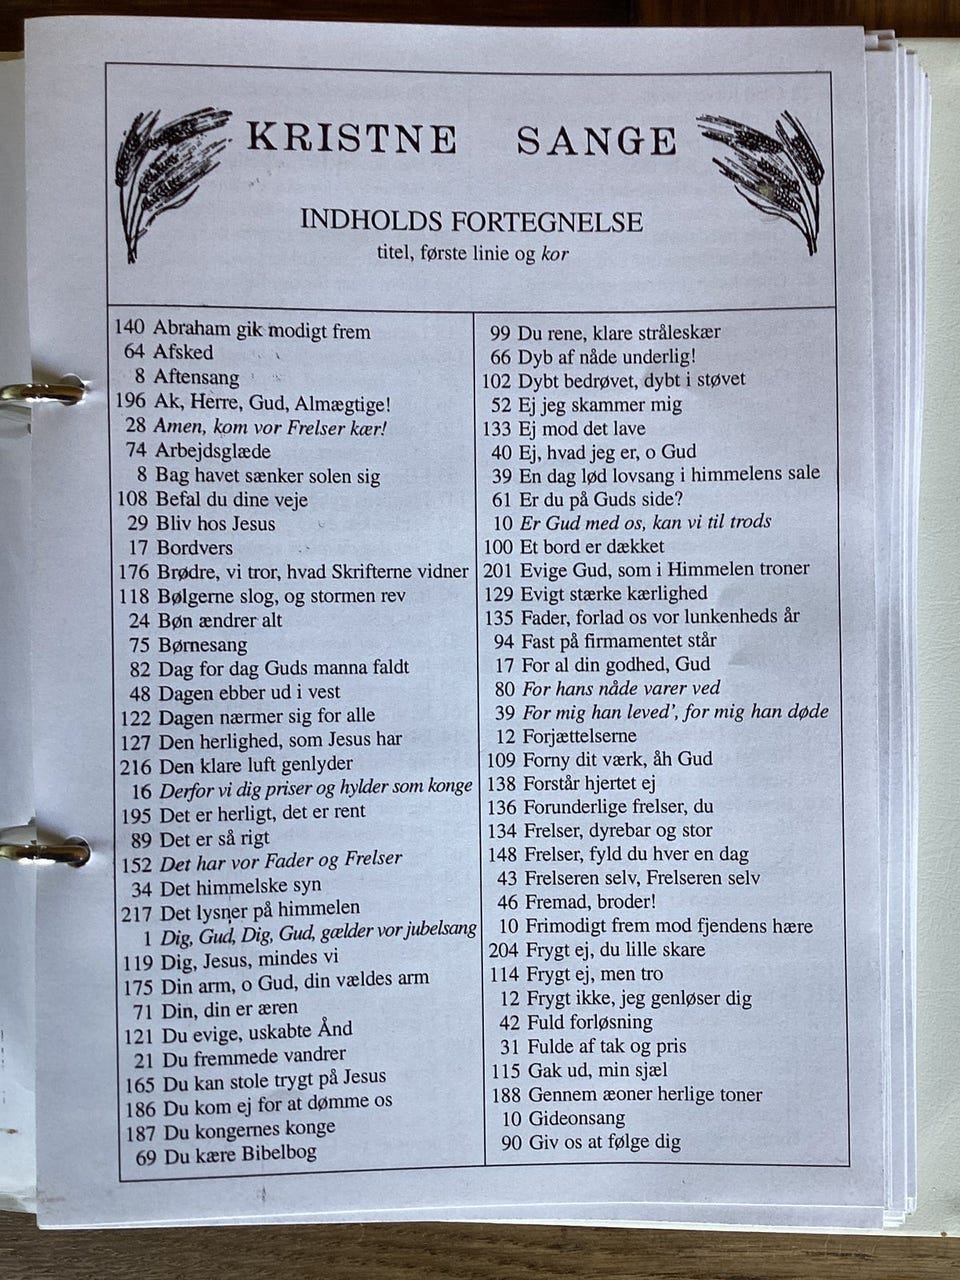 KRISTNE SANGE
INDHOLDS FORTEGNELSE
titel, første linie og kor
140 Abraham gik modigt frem
64 Afsked
8 Aftensang
196 Ak, Herre, Gud, Almægtige!
28 Amen, kom vor Frelser kær!
74 Arbejdsglæde
8 Bag havet sænker solen sig
108 Befal du dine veje
29 Bliv hos Jesus
17 Bordvers
176 Brødre, vi tror, hvad Skrifterne vidner
118 Bølgerne slog, og stormen rev
24 Bøn ændrer alt
75 Børnesang
82 Dag for dag Guds manna faldt
48 Dagen ebber ud i vest
122 Dagen nærmer sig for alle
127 Den herlighed, som Jesus har
216 Den klare luft genlyder
16 Derfor vi dig priser og hylder som konge
195 Det er herligt, det er rent
89 Det er så rigt
152 Det har vor Fader og Frelser
34 Det himmelske syn
217 Det lysner på himmelen
1 Dig, Gud, Dig, Gud, gælder vor jubelsang
119 Dig, Jesus, mindes vi
175 Din arm, o Gud, din vældes arm
71 Din, din er æren
121 Du evige, uskabte Ånd
21 Du fremmede vandrer
165 Du kan stole trygt på Jesus
186 Du kom ej for at dømme os
187 Du kongernes konge
69 Du kære Bibelbog
99 Du rene, klare stråleskær
66 Dyb af nåde underlig!
102 Dybt bedrøvet, dybt i støvet
52 Ej jeg skammer mig
133 Ej mod det lave
40 Ej, hvad jeg er, o Gud
39 En dag lød lovsang i himmelens sale
61 Er du på Guds side?
10 Er Gud med os, kan vi til trods
100 Et bord er dækket
201 Evige Gud, som i Himmelen troner
129 Evigt stærke kærlighed
135 Fader, forlad os vor lunkenheds år
94 Fast på firmamentet står
17 For al din godhed, Gud
80 For hans nåde varer ved
39 For mig han leved', for mig han døde
12 Forjættelserne
109 Forny dit værk, åh Gud
138 Forstår hjertet ej
136 Forunderlige frelser, du
134 Frelser, dyrebar og stor
148 Frelser, fyld du hver en dag
43 Frelseren selv, Frelseren selv
46 Fremad, broder!
10 Frimodigt frem mod fjendens hære
204 Frygt ej, du lille skare
114 Frygt ej, men tro
12 Frygt ikke, jeg genløser dig
42 Fuld forløsning
31 Fulde af tak og pris
115 Gak ud, min sjæl
188 Gennem æoner herlige toner
10 Gideonsang
90 Giv os at følge dig